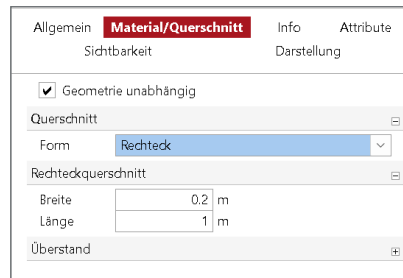 Allgemein Material/Querschnitt Info Attribute
Sichtbarkeit Darstellung
Geometrie unabhängig
Querschnitt
Form Rechteck
Rechteckquerschnitt
Breite 0.2 m
Länge 1 m
Überstand